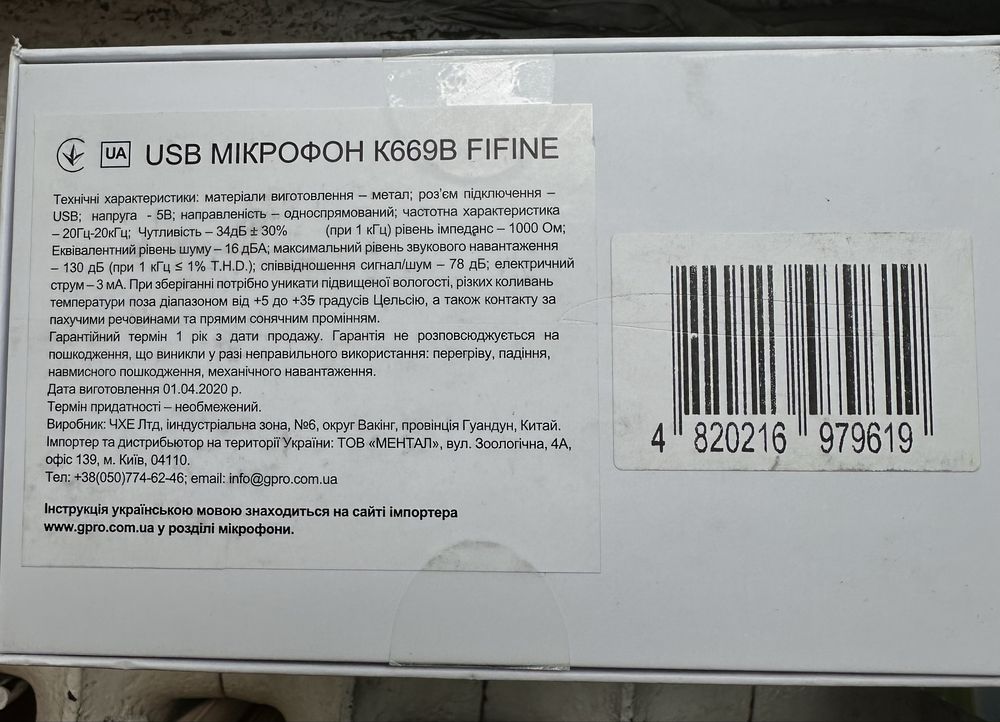 UA USB МІКРОФОН K669B FIFINE
Технічні характеристики: матеріали виготовлення – метал; роз'єм підключення –
USB; напруга - 5В; направленість – односпрямований; частотна характеристика
– 20Гц-20кГц; Чутливість – 34дБ ± 30% (при 1 кГц) рівень імпеданс – 1000 Ом;
Еквівалентний рівень шуму – 16 дБА; максимальний рівень звукового навантаження
– 130 дБ (при 1 кГц ≤ 1% T.H.D.); співвідношення сигнал/шум – 78 дБ; електричний
струм – 3 мА. При зберіганні потрібно уникати підвищеної вологості, різких коливань
температури поза діапазоном від +5 до +35 градусів Цельсію, а також контакту за
пахучими речовинами та прямим сонячним промінням.
Гарантійний термін 1 рік з дати продажу. Гарантія не розповсюджується на
пошкодження, що виникли у разі неправильного використання: перегріву, падіння,
навмисного пошкодження, механічного навантаження.
Дата виготовлення 01.04.2020 р.
Термін придатності – необмежений.
Виробник: ЧХЕ Лтд, індустріальна зона, №6, округ Вакінг, провінція Гуандун, Китай.
Імпортер та дистрибьютор на території України: ТОВ «МЕНТАЛ», вул. Зоологічна, 4А,
офіс 139, м. Київ, 04110.
Тел: +38(050)774-62-46; email: info@gpro.com.ua
Інструкція українською мовою знаходиться на сайті імпортера
www.gpro.com.ua у розділі мікрофони.
4 820216 979619